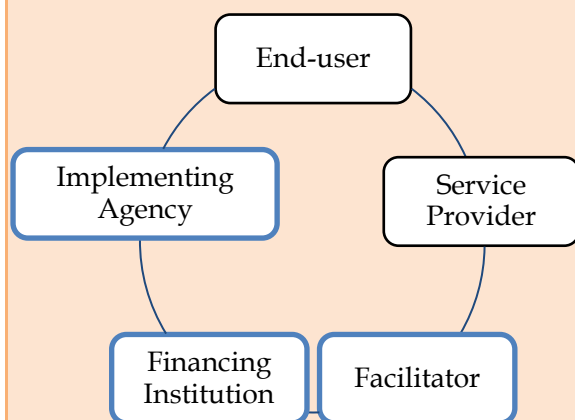 End-user
Implementing
Agency
Service
Provider
Financing
Institution
Facilitator